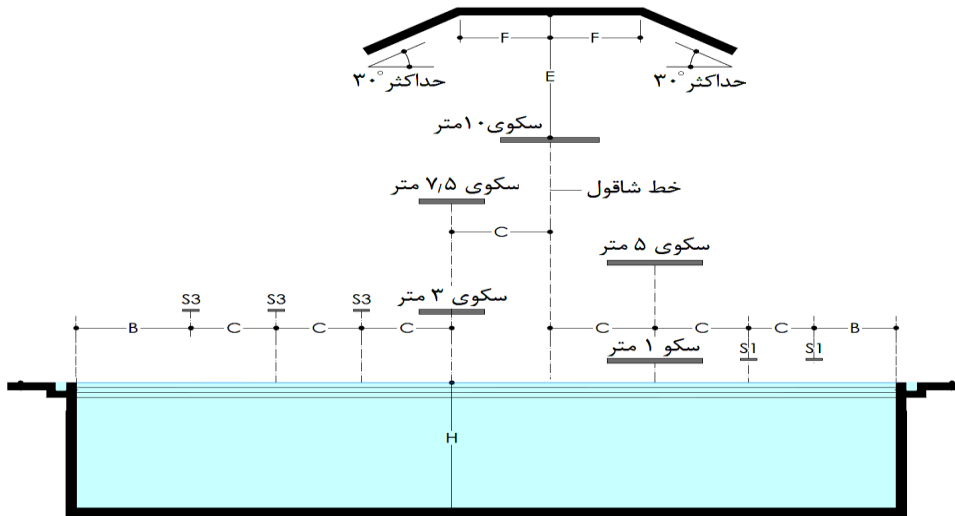 F F
E
حداکثر ۳۰° حداکثر ۳۰°
سکوی ۱۰متر
سکوی ۷٫۵ متر
خط شاقول
C
سکوی ۵ متر
S3 S3 S3 سکوی ۳ متر
B C C C C C C B
سکو ۱ متر S1 S1
H